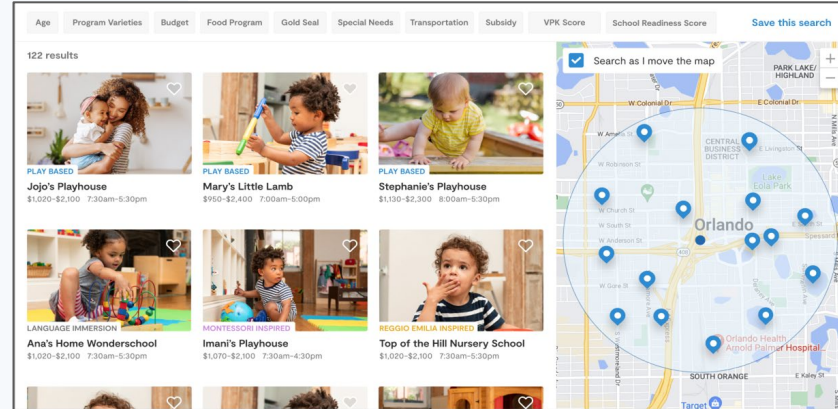 Age Program Varieties Budget Food Program Gold Seal Special Needs Transportation Subsidy VPK Score School Readiness Score Save this search
122 results
PLAY BASED
Jojo's Playhouse
$1,020-$2,100 7:30am-5:30pm
PLAY BASED
Mary's Little Lamb
$950-$2,400 7:00am-5:00pm
PLAY BASED
Stephanie's Playhouse
$1,130-$2,300 8:00am-5:30pm
LANGUAGE IMMERSION
Ana's Home Wonderschool
$1,020-$2,100 7:30am-5:30pm
MONTESSORI INSPIRED
Imani's Playhouse
$1,070-$2,100 7:30am-4:30pm
REGGIO EMILIA INSPIRED
Top of the Hill Nursery School
$1,020-$2,100 7:30am-5:30pm
Search as I move the map
PARK LAKE/
HIGHLAND
W Colonial Dr
E Colonial Dr
N Mills Ave
W Amelia St
CENTRAL
BUSINESS
DISTRICT
E Livingston St
W Robinson St
Lake
Eola Park
W Church St
W South St
Orlando
W Anderson St
408
W Gore St
Orlando Health
Arnold Palmer Hospital
SOUTH ORANGE
E Kaley St
Target